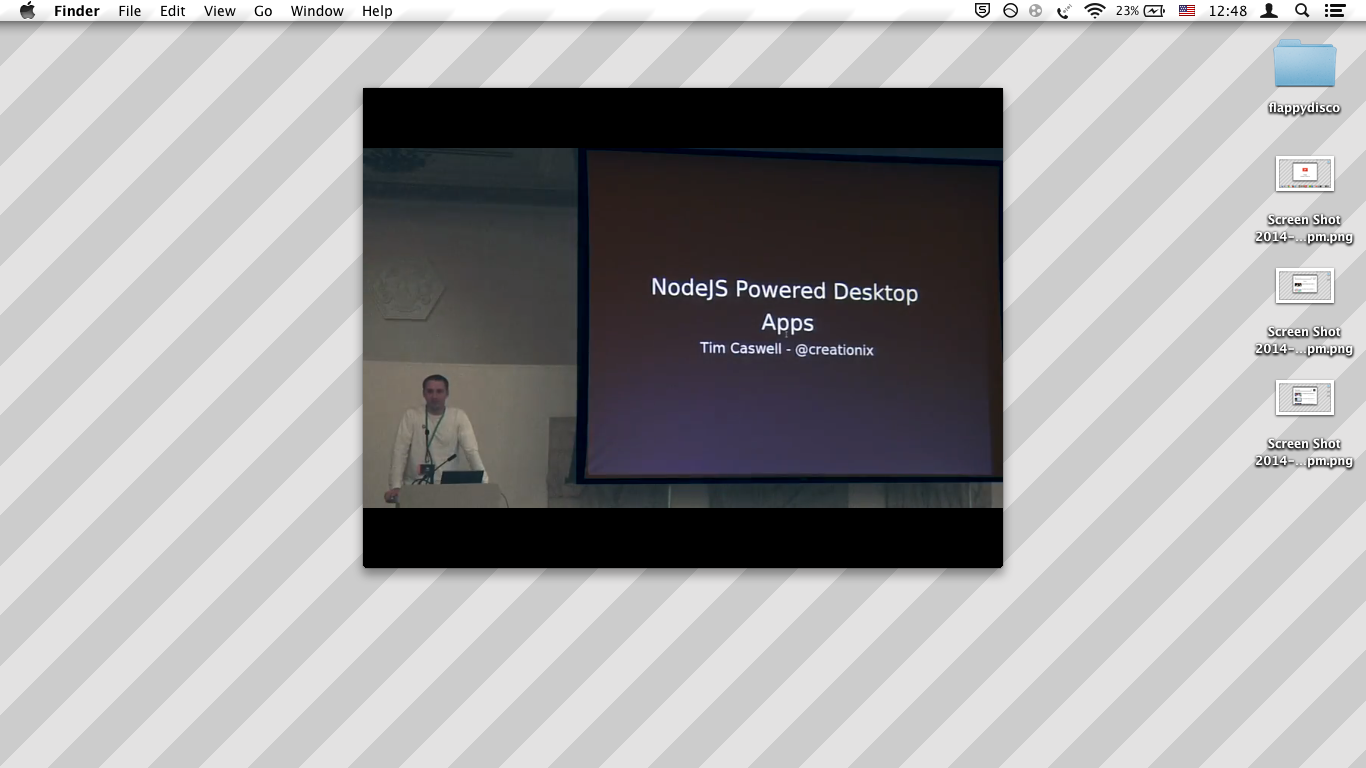 Finder File Edit View Go Window Help 23% 12:48
flappydisco
Screen Shot
2014-...pm.png
Screen Shot
2014-...pm.png
Screen Shot
2014-...pm.png
NodeJS Powered Desktop
Apps
Tim Caswell - @creationix